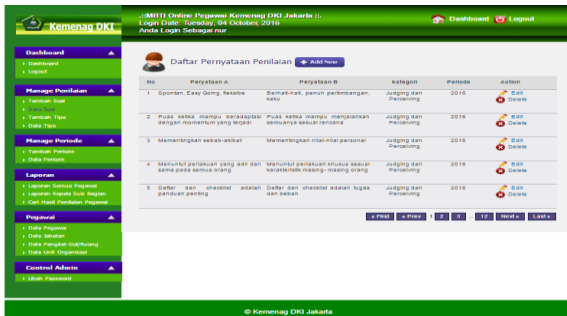 Kemenag DKI
.::MBTI Online Pegawai Kemenag DKI Jakarta ::.
Login Date: Tuesday, 04 October, 2016
Anda Login Sebagai nur
Dashboard Logout
Dashboard
Dashboard
Logout
Manage Penilaian
Tambah Soal
Data Soal
Tambah Tipe
Data Tipe
Manage Periode
Tambah Periode
Data Periode
Laporan
Laporan Semua Pegawai
Laporan Kepala Sub Bagian
Cari Hasil Penilaian Pegawai
Pegawai
Data Pegawai
Data Jabatan
Data Pangkat-Gol/Ruang
Data Unit Organisasi
Control Admin
Ubah Password
Daftar Pernyataan Penilaian Add New
No Peryataan A Peryataan B kategori Periode Action
1 Spontan, Easy Going, fleksibe Berhati-hati, penuh pertimbangan, Judging dan 2016 Edit
kaku Perceiving Delete
2 Puas ketika mampu beradaptasi Puas ketika mampu menjalankan Judging dan 2016 Edit
dengan momentum yang terjadi semuanya sesuai rencana Perceiving Delete
3 Mementingkan sebab-akibat Mementingkan nilai-nilai personal Judging dan 2016 Edit
Perceiving Delete
4 Menuntut perlakuan yang adil dan Menuntut perlakuan khusus sesuai Judging dan 2016 Edit
sama pada semua orang karakteristik masing- masing orang Perceiving Delete
5 Daftar dan checklist adalah Daftar dan checklist adalah tugas Judging dan 2016 Edit
panduan penting dan beban Perceiving Delete
« First « Prev 1 2 3 ... 12 Next » Last »
© Kemenag DKI Jakarta